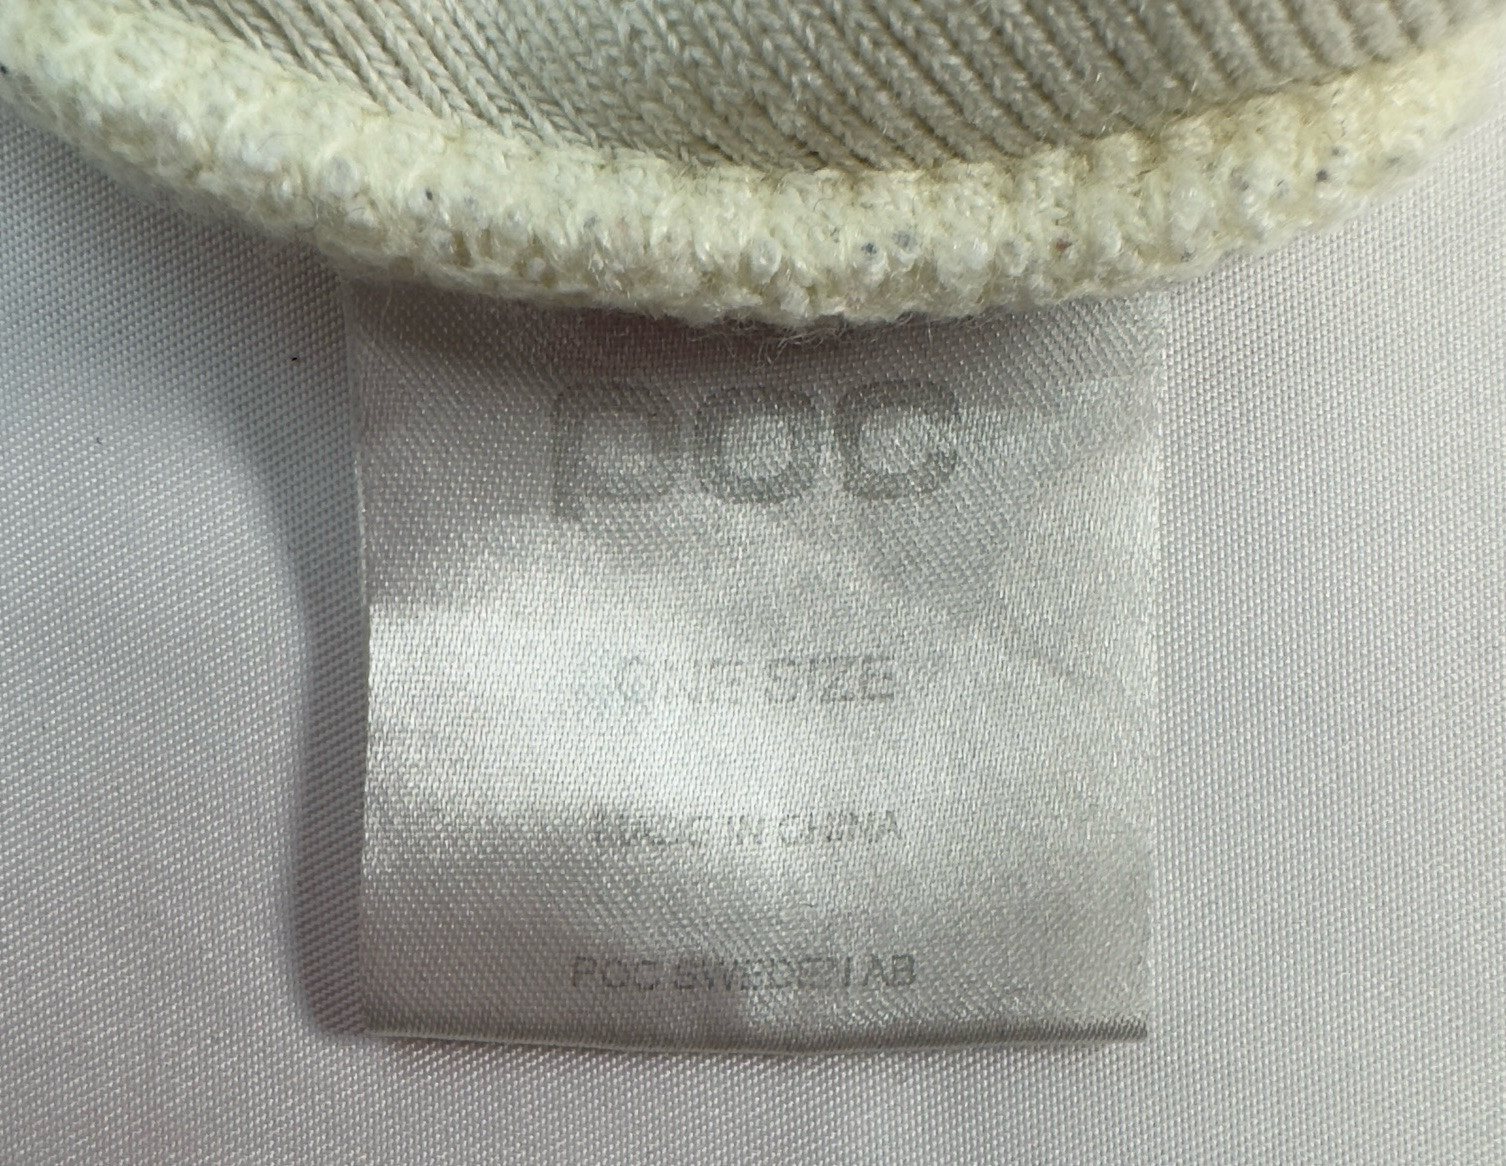 POC
ONE SIZE
MADE IN CHINA
POC SWEDEN AB